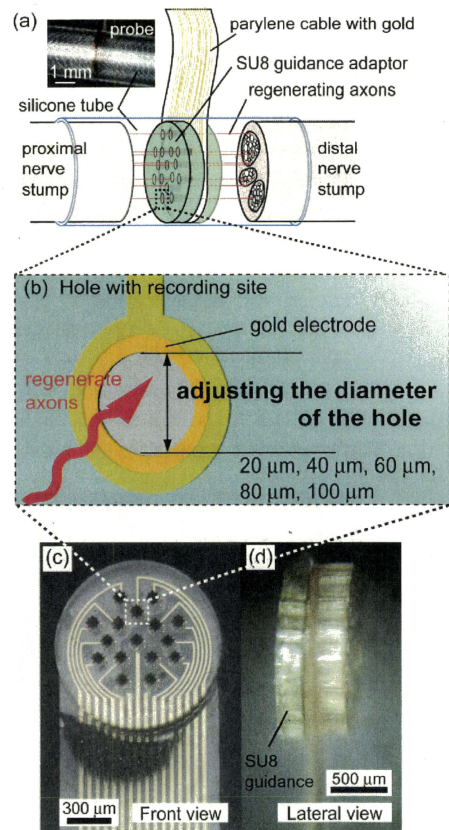 (a)
probe
1 mm
parylene cable with gold
SU8 guidance adaptor
regenerating axons
silicone tube
proximal
nerve
stump
distal
nerve
stump
(b) Hole with recording site
gold electrode
regenerate
axons
adjusting the diameter
of the hole
20 μm, 40 μm, 60 μm,
80 μm, 100 μm
(c)
300 μm
Front view
(d)
SU8
guidance
500 μm
Lateral view